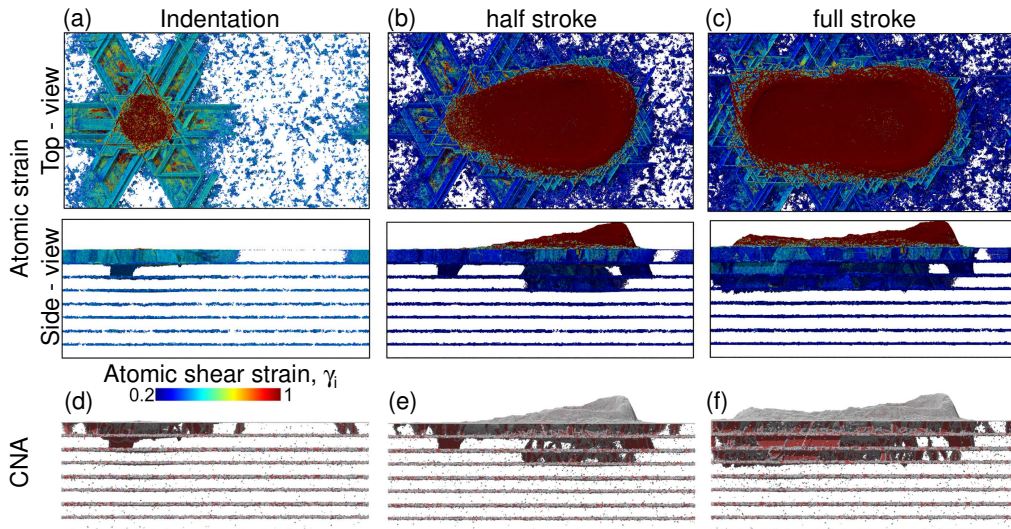 (a) Indentation
(b) half stroke
(c) full stroke
Atomic strain
Top - view
Side - view
Atomic shear strain, γi
0.2
1
(d)
(e)
(f)
CNA